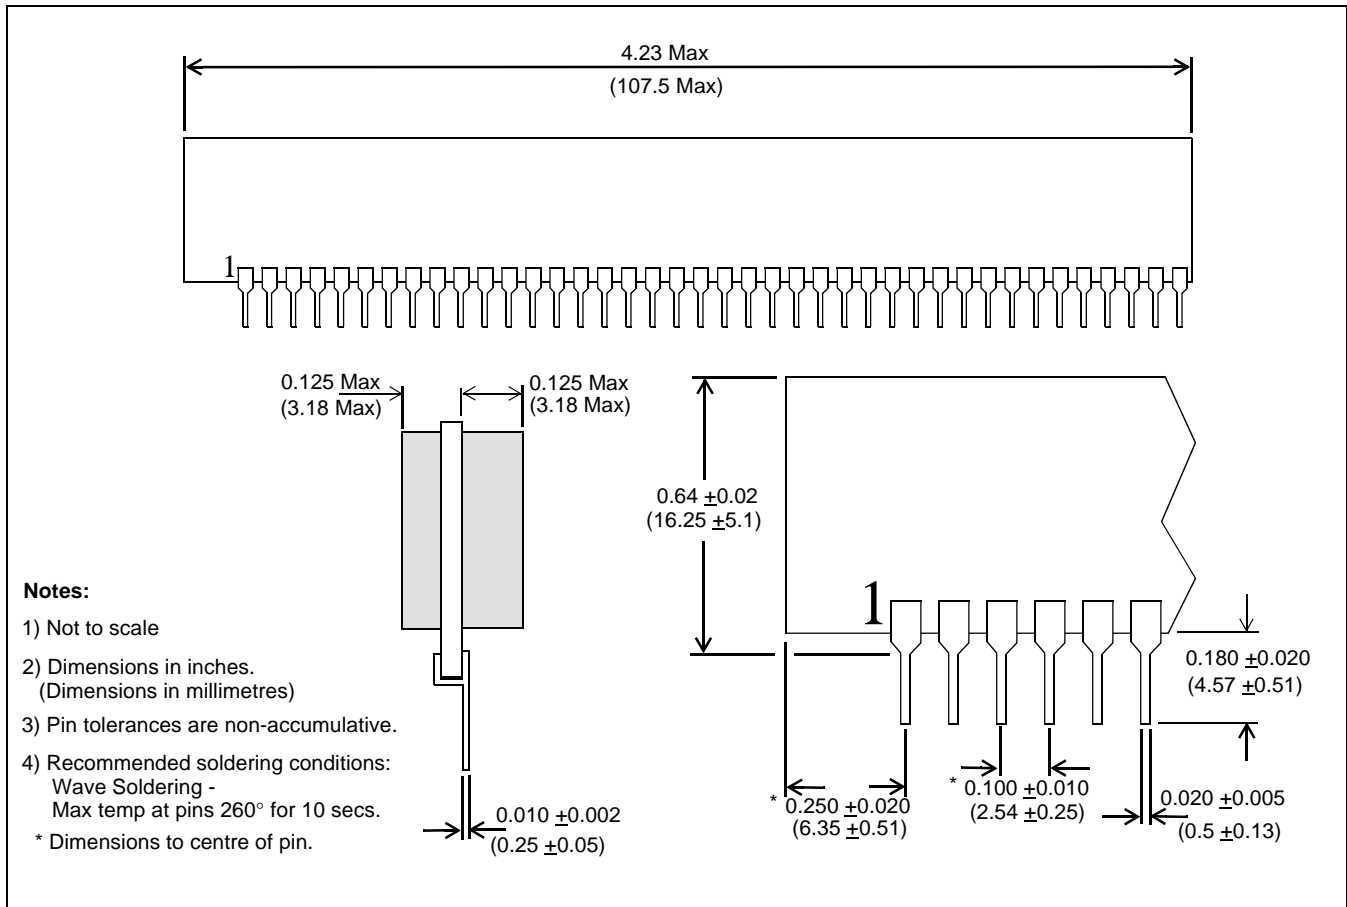 4.23 Max
(107.5 Max)
1
0.125 Max
(3.18 Max)
0.125 Max
(3.18 Max)
0.64 ±0.02
(16.25 ±5.1)
1
0.180 ±0.020
(4.57 ±0.51)
* 0.250 ±0.020
(6.35 ±0.51)
* 0.100 ±0.010
(2.54 ±0.25)
0.020 ±0.005
(0.5 ±0.13)
0.010 ±0.002
(0.25 ±0.05)
Notes:
1) Not to scale
2) Dimensions in inches.
(Dimensions in millimetres)
3) Pin tolerances are non-accumulative.
4) Recommended soldering conditions:
Wave Soldering -
Max temp at pins 260° for 10 secs.
* Dimensions to centre of pin.